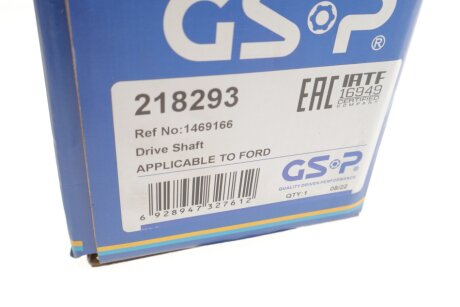 GSP®
218293
EAC IATF
16949
CERTIFIED
COMPANY
Ref No:1469166
Drive Shaft
APPLICABLE TO FORD
GSP
QUALITY DRIVEN PERFORMANCE
QTY:1 08/22
6 928947 327612